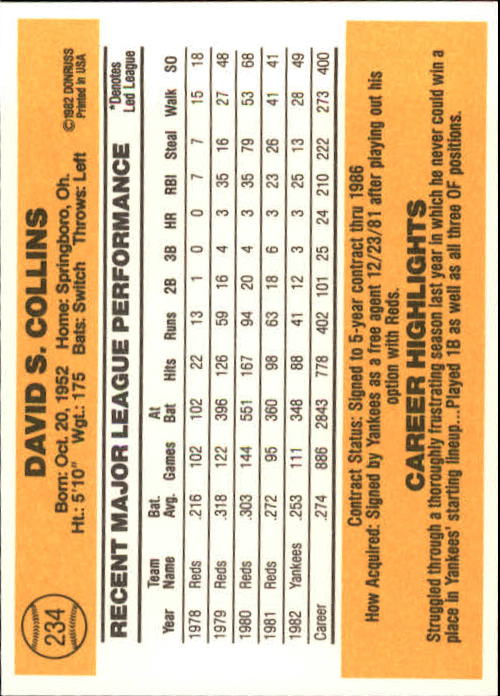 234
DAVID S. COLLINS
Born: Oct. 20, 1952 Home: Springboro, Oh.
Ht.: 5'10" Wgt.: 175 Bats: Switch Throws: Left
©1982 DONRUSS
Printed in USA
RECENT MAJOR LEAGUE PERFORMANCE
*Denotes
Led League
Year Team Name Bat. Avg. Games At Bat Hits Runs 2B 3B HR RBI Steal Walk SO
1978 Reds .216 102 102 22 13 1 0 0 7 7 15 18
1979 Reds .318 122 396 126 59 16 4 3 35 16 27 48
1980 Reds .303 144 551 167 94 20 4 3 35 79 53 68
1981 Reds .272 95 360 98 63 18 6 3 23 26 41 41
1982 Yankees .253 111 348 88 41 12 3 3 25 13 28 49
Career .274 886 2843 778 402 101 25 24 210 222 273 400
Contract Status: Signed to 5-year contract thru 1986
How Acquired: Signed by Yankees as a free agent 12/23/81 after playing out his
option with Reds.
CAREER HIGHLIGHTS
Struggled through a thoroughly frustrating season last year in which he never could win a
place in Yankees' starting lineup...Played 1B as well as all three OF positions.